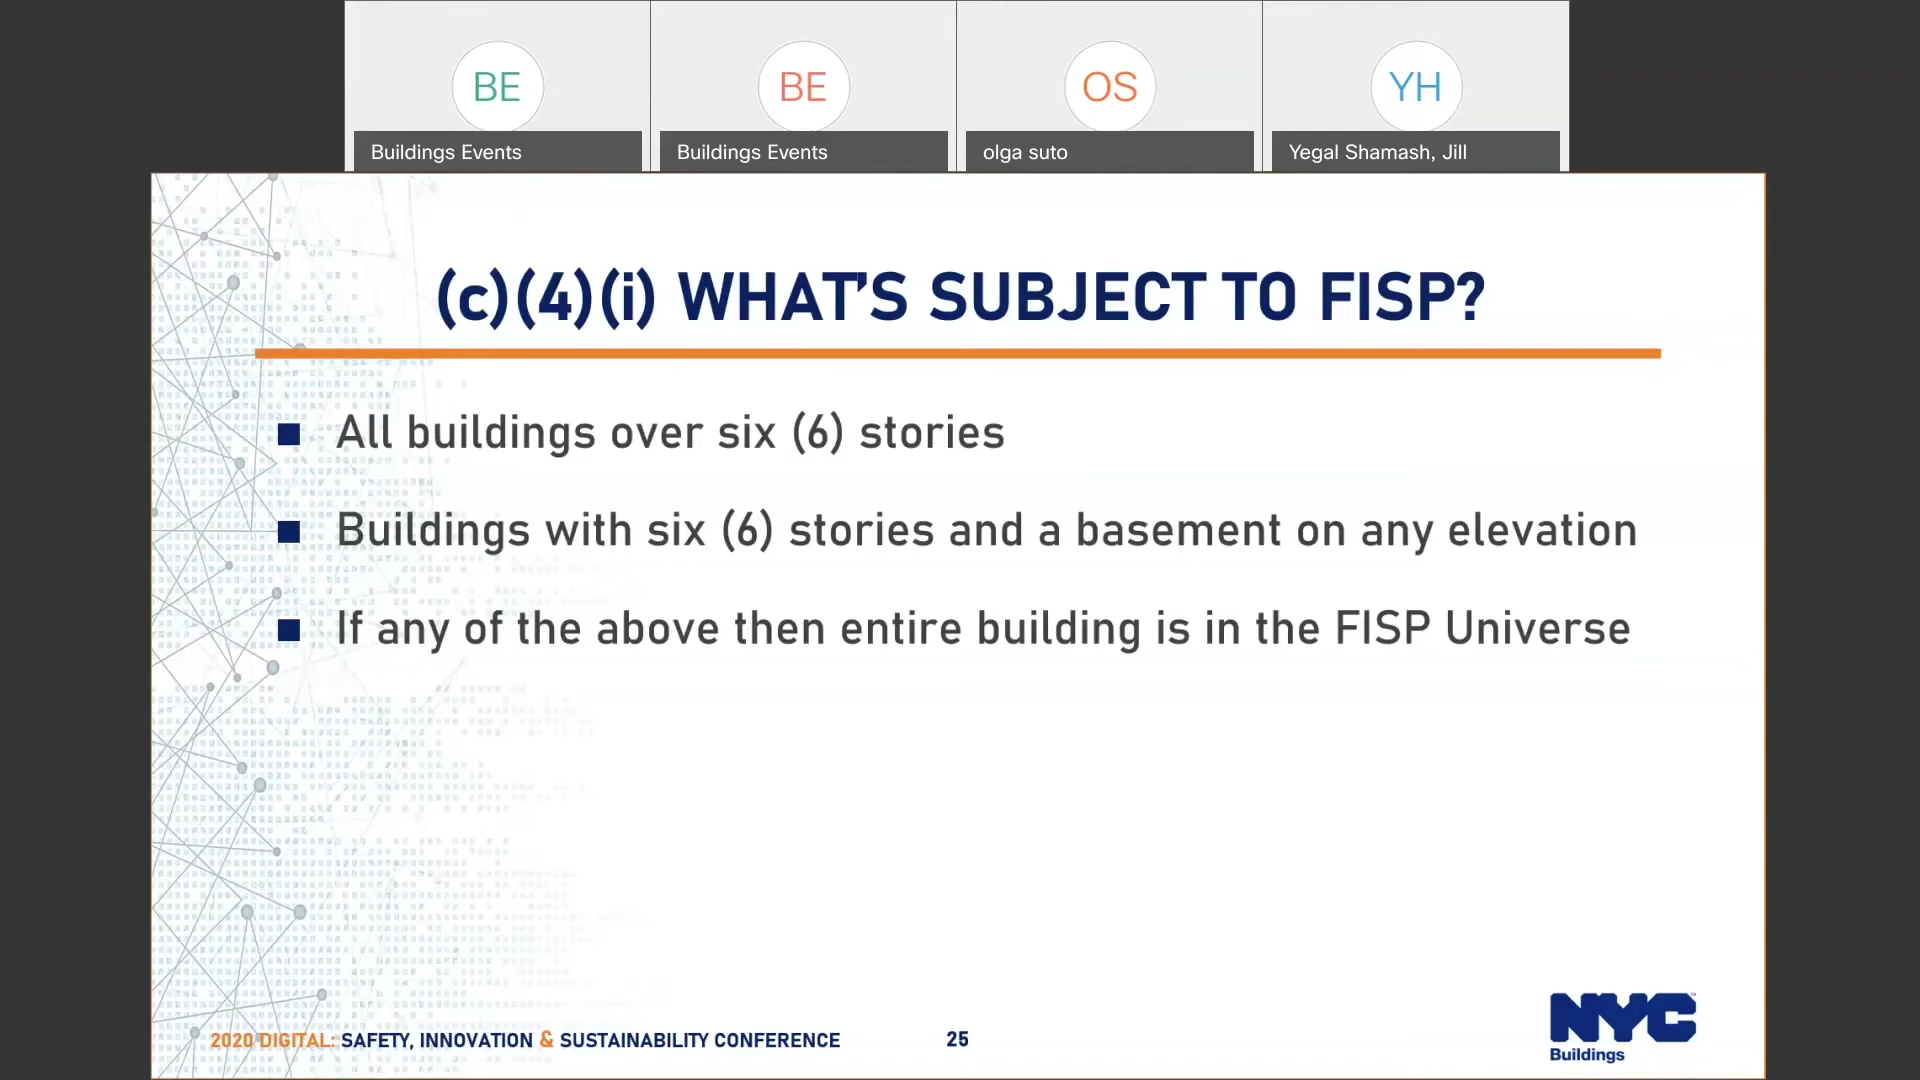 BE
BE
OS
YH
Buildings Events
Buildings Events
olga suto
Yegal Shamash, Jill
(c)(4)(i) WHAT'S SUBJECT TO FISP?
All buildings over six (6) stories
Buildings with six (6) stories and a basement on any elevation
If any of the above then entire building is in the FISP Universe
2020 DIGITAL: SAFETY, INNOVATION & SUSTAINABILITY CONFERENCE
25
NYC
Buildings